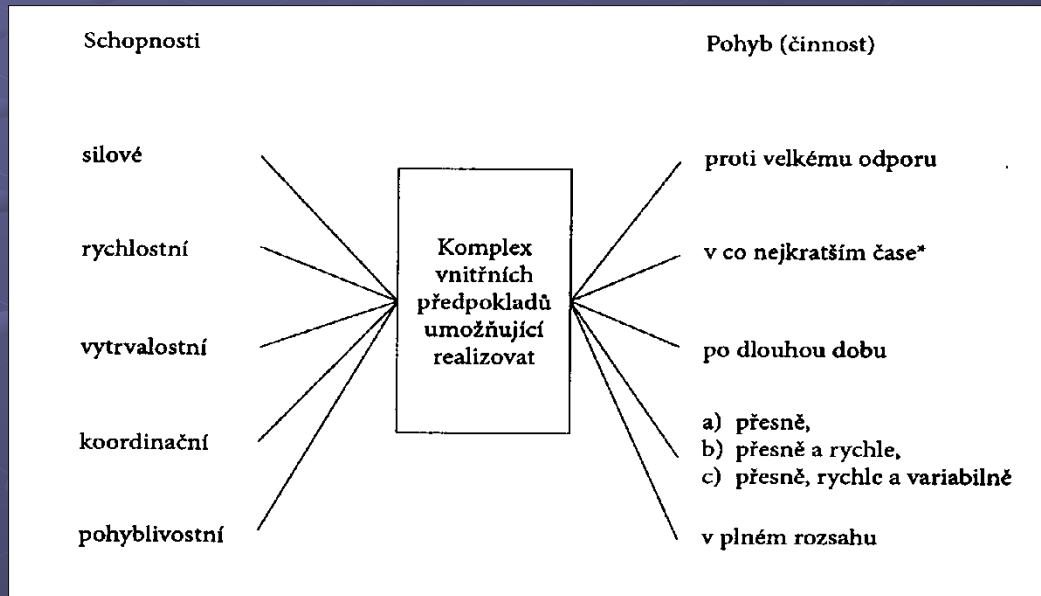 Schopnosti
Pohyb (činnost)
silové
rychlostní
vytrvalostní
koordinační
pohyblivostní
Komplex
vnitřních
předpokladů
umožňující
realizovat
proti velkému odporu
v co nejkratším čase*
po dlouhou dobu
a) přesně,
b) přesně a rychle,
c) přesně, rychle a variabilně
v plném rozsahu